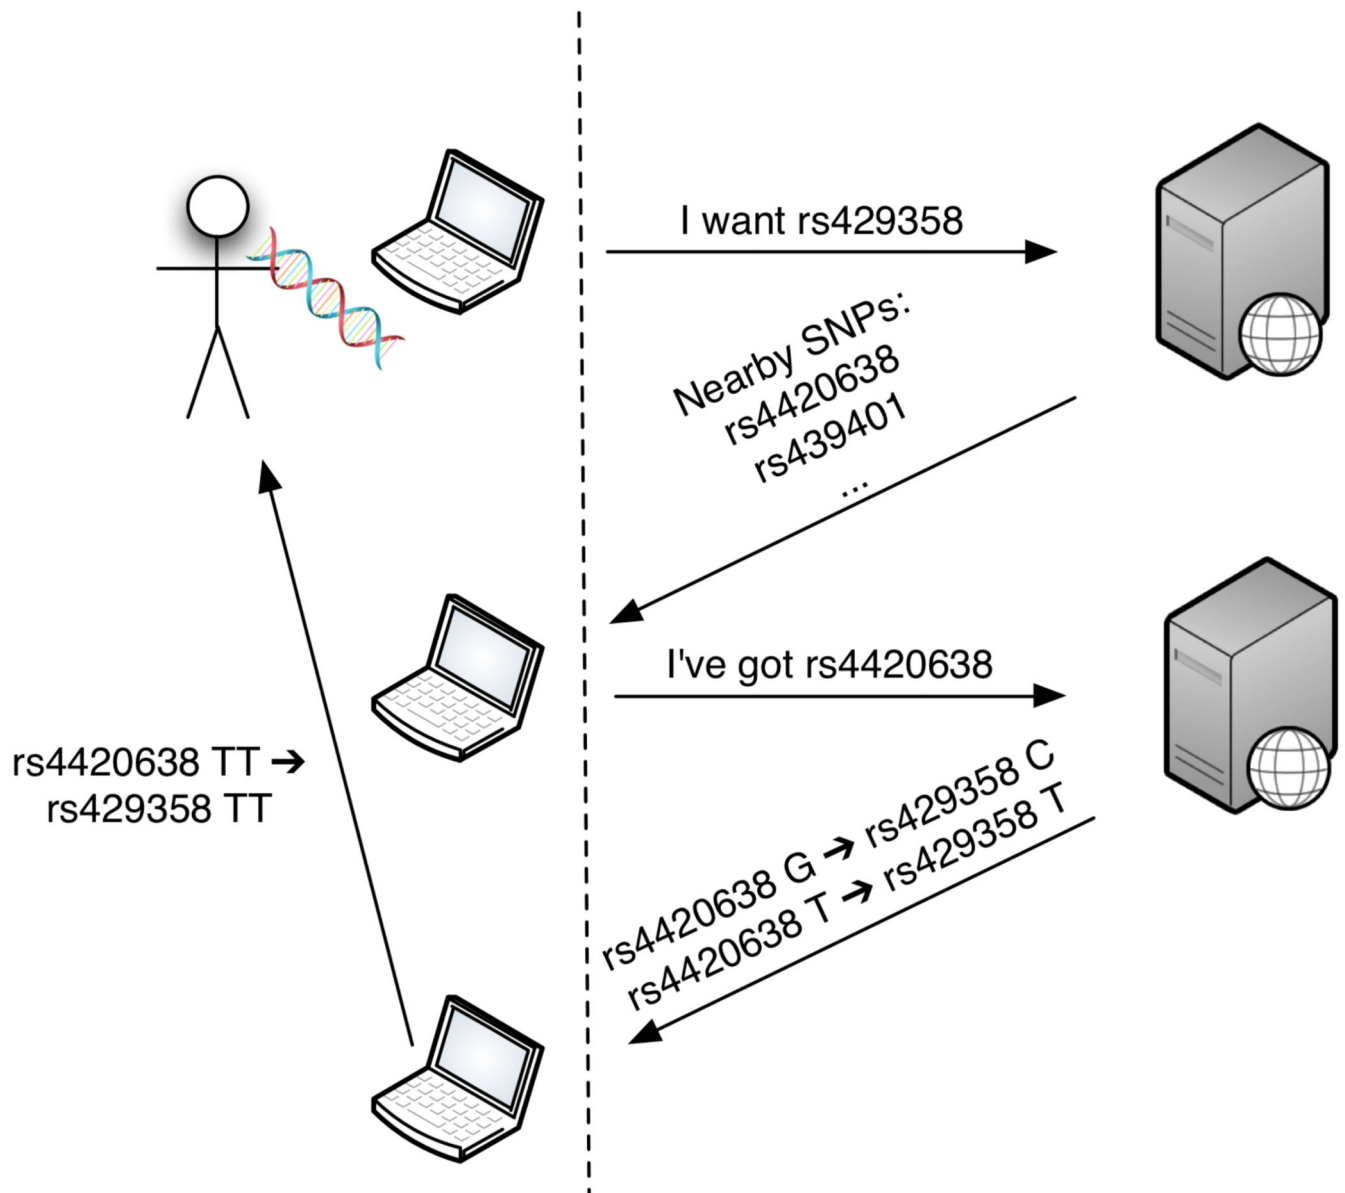 I want rs429358
Nearby SNPs:
rs4420638
rs439401
...
I've got rs4420638
rs4420638 TT ➔
rs429358 TT
rs4420638 G ➔ rs429358 C
rs4420638 T ➔ rs429358 T